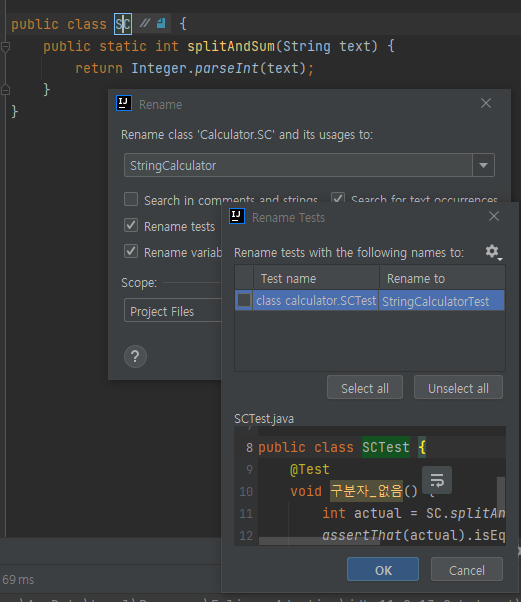 public class SC {
public static int splitAndSum(String text) {
return Integer.parseInt(text);
}
}
IJ Rename
Rename class 'Calculator.SC' and its usages to:
StringCalculator
Search in comments and strings Search for text occurrences
Rename tests
Rename variab
Scope:
Project Files
?
IJ Rename Tests
Rename tests with the following names to:
Test name Rename to
class calculator.SCTest StringCalculatorTest
Select all Unselect all
SCTest.java
8 public class SCTest {
9 @Test
10 void 구분자_없음() {
11 int actual = SC.splitAn
12 assertThat(actual).isEq
OK Cancel
69 ms